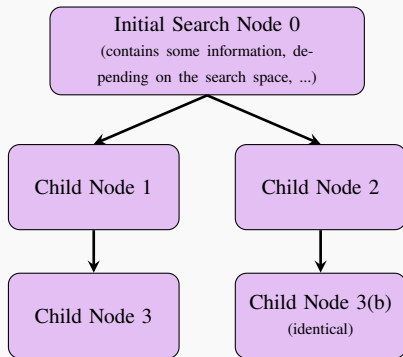 Initial Search Node 0
(contains some information, de-
pending on the search space, ...)
Child Node 1
Child Node 2
Child Node 3
Child Node 3(b)
(identical)